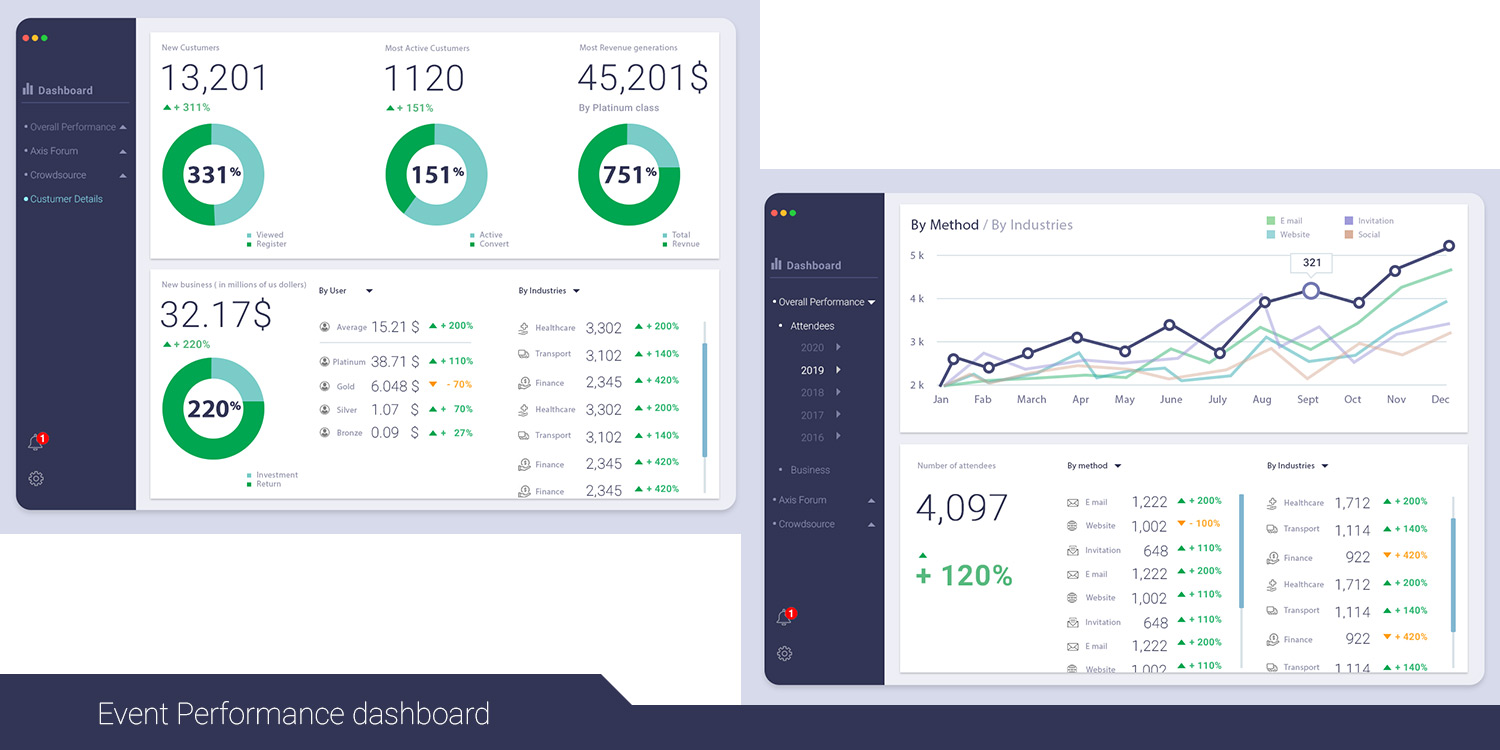 Dashboard
• Overall Performance
• Axis Forum
• Crowdsource
• Custumer Details
1
New Custumers
13,201
+ 311%
331%
Viewed
Register
Most Active Custumers
1120
+ 151%
151%
Active
Convert
Most Revenue generations
45,201$
By Platinum class
751%
Total
Revnue
New business ( in millions of us dollers)
32.17$
+ 220%
220%
Investment
Return
By User
Average 15.21 $ + 200%
Platinum 38.71 $ + 110%
Gold 6.048 $ - 70%
Silver 1.07 $ + 70%
Bronze 0.09 $ + 27%
By Industries
Healthcare 3,302 + 200%
Transport 3,102 + 140%
Finance 2,345 + 420%
Healthcare 3,302 + 200%
Transport 3,102 + 140%
Finance 2,345 + 420%
Finance 2,345 + 420%
Dashboard
• Overall Performance
• Attendees
2020
2019
2018
2017
2016
• Business
• Axis Forum
• Crowdsource
1
By Method / By Industries
E mail
Invitation
Website
Social
5 k
4 k
3 k
2 k
321
Jan Fab March Apr May June July Aug Sept Oct Nov Dec
Number of attendees
4,097
+ 120%
By method
E mail 1,222 + 200%
Website 1,002 - 100%
Invitation 648 + 110%
E mail 1,222 + 200%
Website 1,002 + 110%
Invitation 648 + 110%
E mail 1,222 + 200%
Website 1,002 + 110%
By Industries
Healthcare 1,712 + 200%
Transport 1,114 + 140%
Finance 922 + 420%
Healthcare 1,712 + 200%
Transport 1,114 + 140%
Finance 922 + 420%
Transport 1,114 + 140%
Event Performance dashboard